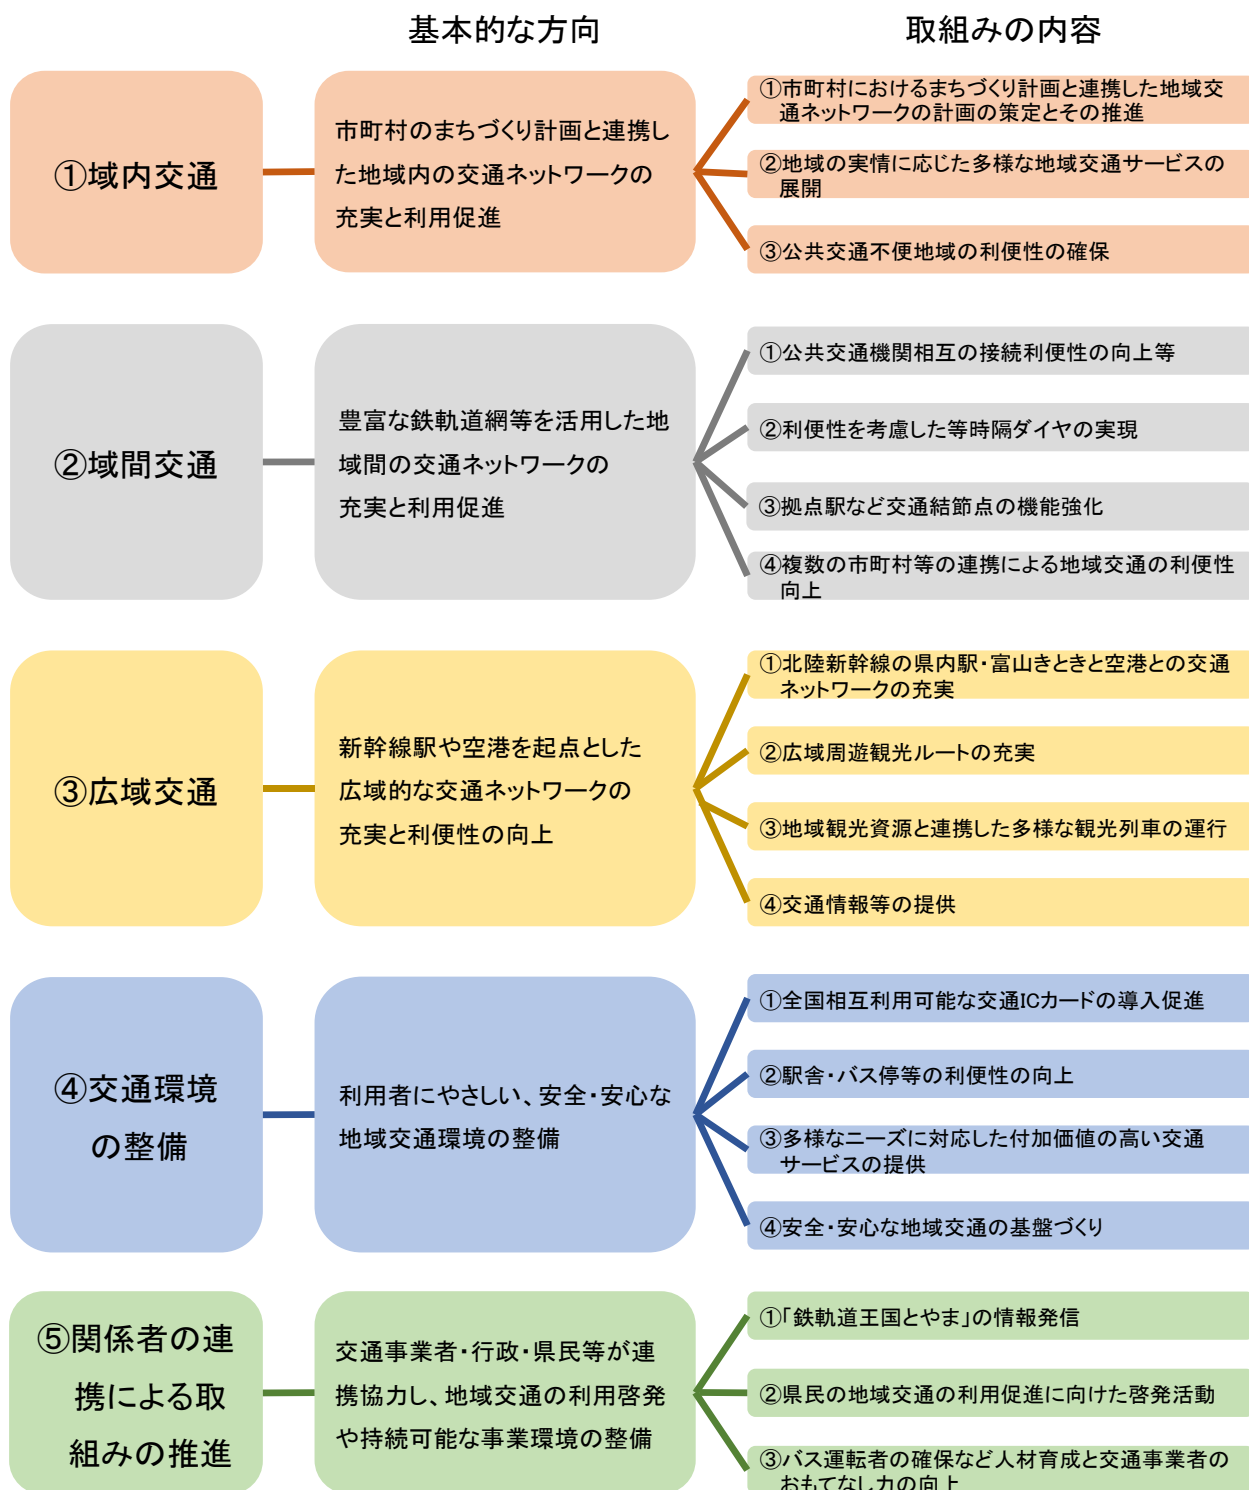 基本的な方向
取組みの内容
①域内交通
市町村のまちづくり計画と連携し
た地域内の交通ネットワークの
充実と利用促進
①市町村におけるまちづくり計画と連携した地域交
通ネットワークの計画の策定とその推進
②地域の実情に応じた多様な地域交通サービスの
展開
③公共交通不便地域の利便性の確保
②域間交通
豊富な鉄軌道網等を活用した地
域間の交通ネットワークの
充実と利用促進
①公共交通機関相互の接続利便性の向上等
②利便性を考慮した等時隔ダイヤの実現
③拠点駅など交通結節点の機能強化
④複数の市町村等の連携による地域交通の利便性
向上
③広域交通
新幹線駅や空港を起点とした
広域的な交通ネットワークの
充実と利便性の向上
①北陸新幹線の県内駅・富山きときと空港との交通
ネットワークの充実
②広域周遊観光ルートの充実
③地域観光資源と連携した多様な観光列車の運行
④交通情報等の提供
④交通環境
の整備
利用者にやさしい、安全・安心な
地域交通環境の整備
①全国相互利用可能な交通ICカードの導入促進
②駅舎・バス停等の利便性の向上
③多様なニーズに対応した付加価値の高い交通
サービスの提供
④安全・安心な地域交通の基盤づくり
⑤関係者の連
携による取
組みの推進
交通事業者・行政・県民等が連
携協力し、地域交通の利用啓発
や持続可能な事業環境の整備
①「鉄軌道王国とやま」の情報発信
②県民の地域交通の利用促進に向けた啓発活動
③バス運転者の確保など人材育成と交通事業者の
おもてなし力の向上